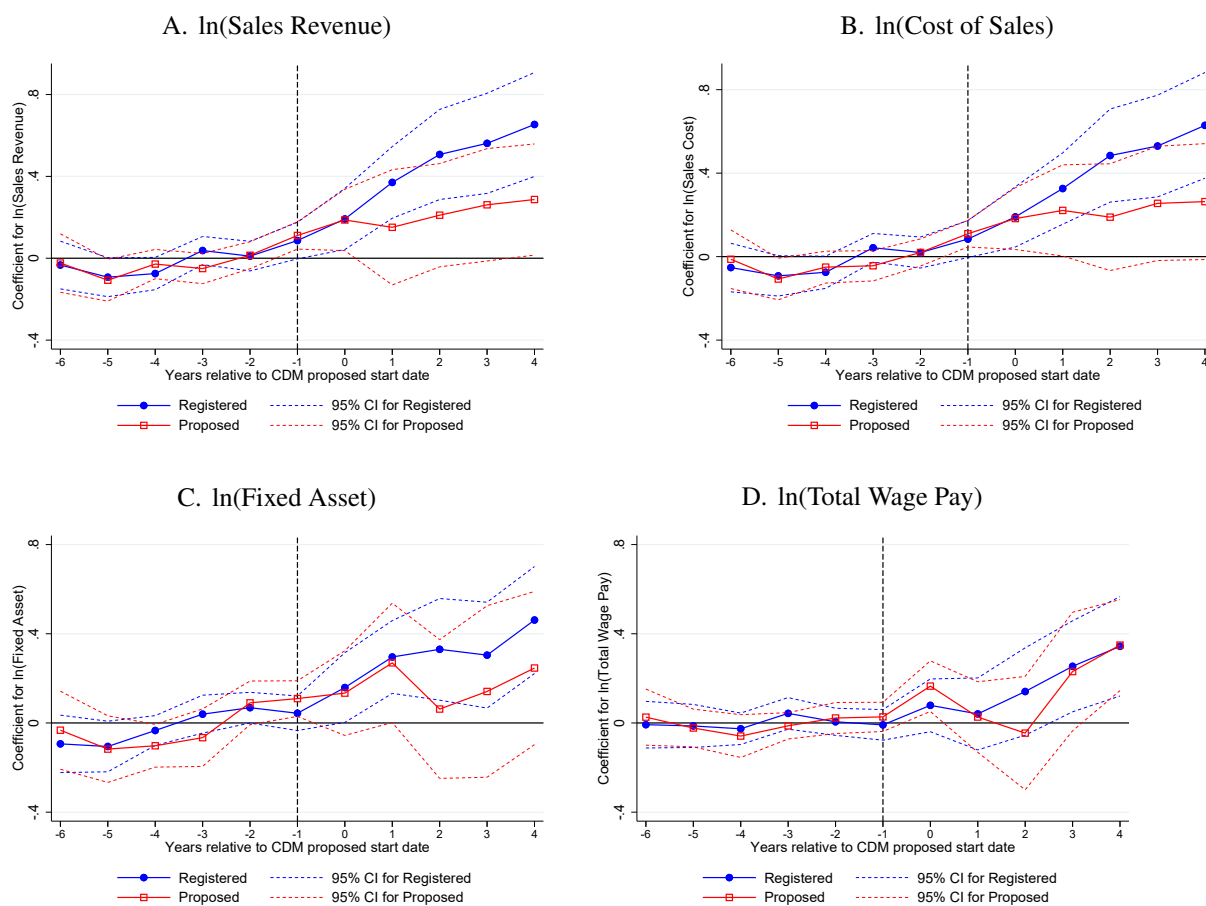 A. ln(Sales Revenue)
Coefficient for ln(Sales Revenue)
.8
.4
0
-.4
-6 -5 -4 -3 -2 -1 0 1 2 3 4
Years relative to CDM proposed start date
Registered 95% CI for Registered
Proposed 95% CI for Proposed
B. ln(Cost of Sales)
Coefficient for ln(Sales Cost)
.8
.4
0
-.4
-6 -5 -4 -3 -2 -1 0 1 2 3 4
Years relative to CDM proposed start date
Registered 95% CI for Registered
Proposed 95% CI for Proposed
C. ln(Fixed Asset)
Coefficient for ln(Fixed Asset)
.8
.4
0
-.4
-6 -5 -4 -3 -2 -1 0 1 2 3 4
Years relative to CDM proposed start date
Registered 95% CI for Registered
Proposed 95% CI for Proposed
D. ln(Total Wage Pay)
Coefficient for ln(Total Wage Pay)
.8
.4
0
-.4
-6 -5 -4 -3 -2 -1 0 1 2 3 4
Years relative to CDM proposed start date
Registered 95% CI for Registered
Proposed 95% CI for Proposed